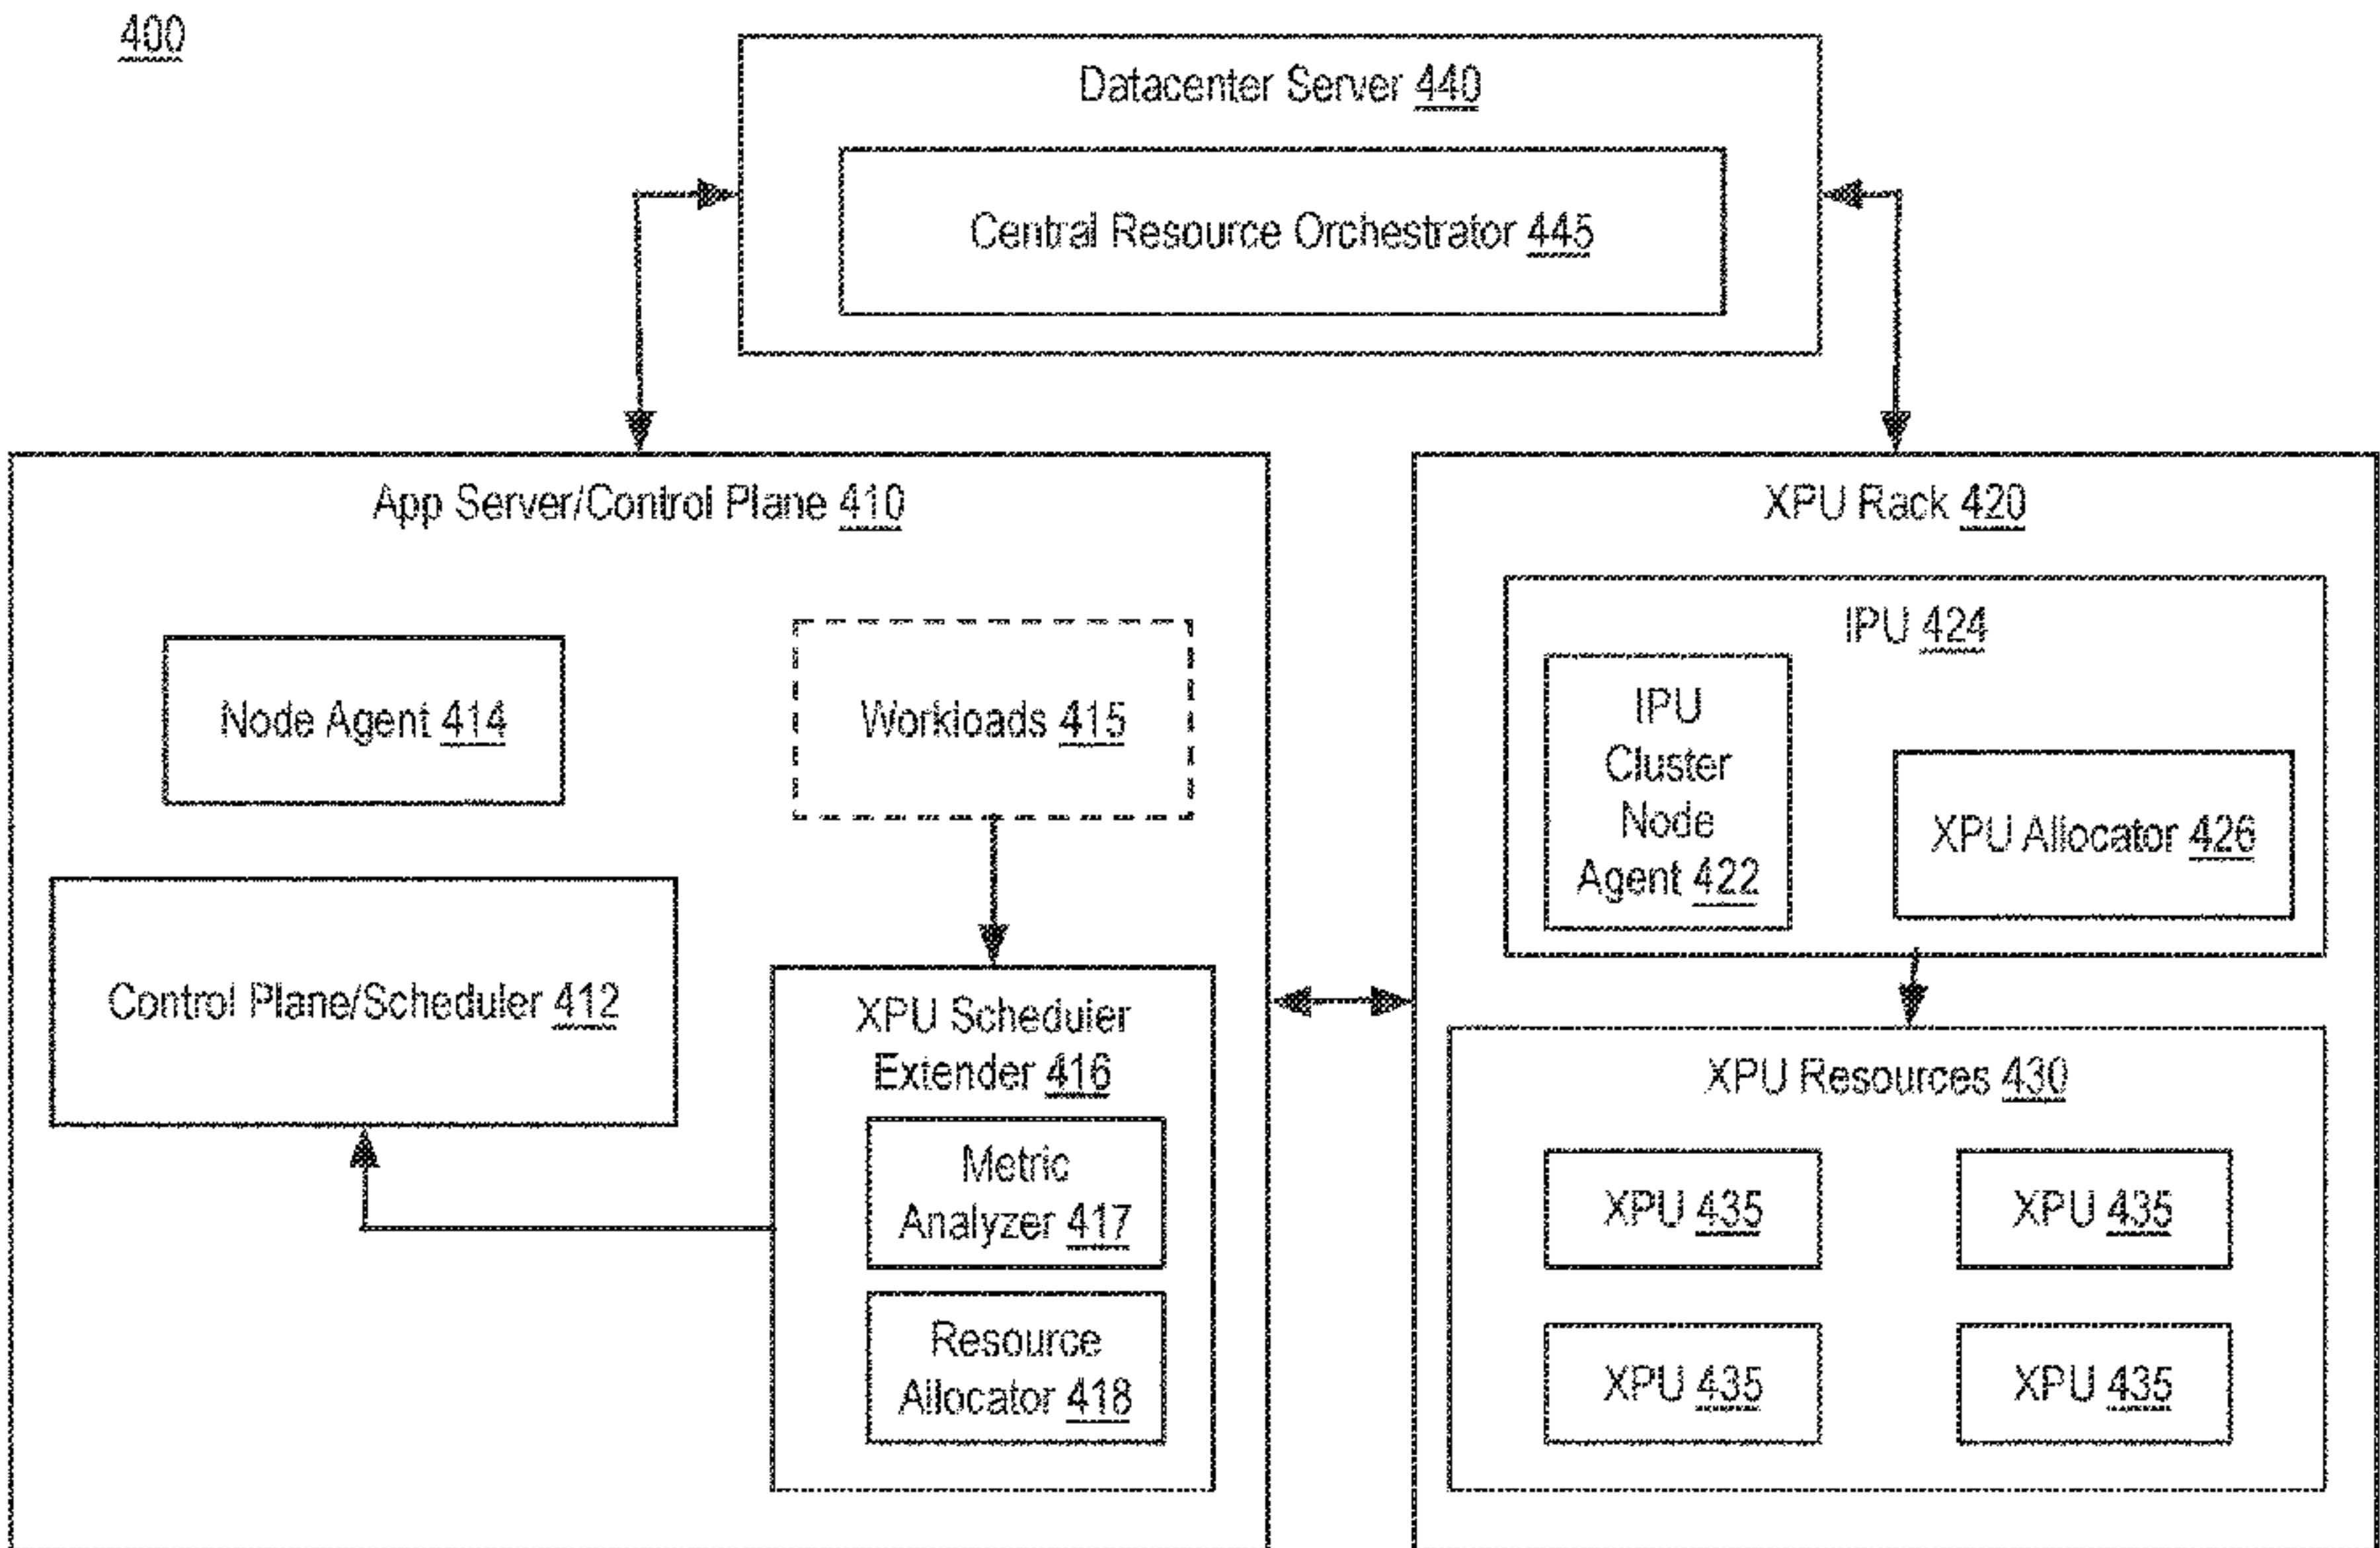 400
Datacenter Server 440
Central Resource Orchestrator 445
App Server/Control Plane 410
Node Agent 414
Workloads 415
Control Plane/Scheduler 412
XPU Scheduler
Extender 416
Metric
Analyzer 417
Resource
Allocator 418
XPU Rack 420
IPU 424
IPU
Cluster
Node
Agent 422
XPU Allocator 426
XPU Resources 430
XPU 435
XPU 435
XPU 435
XPU 435